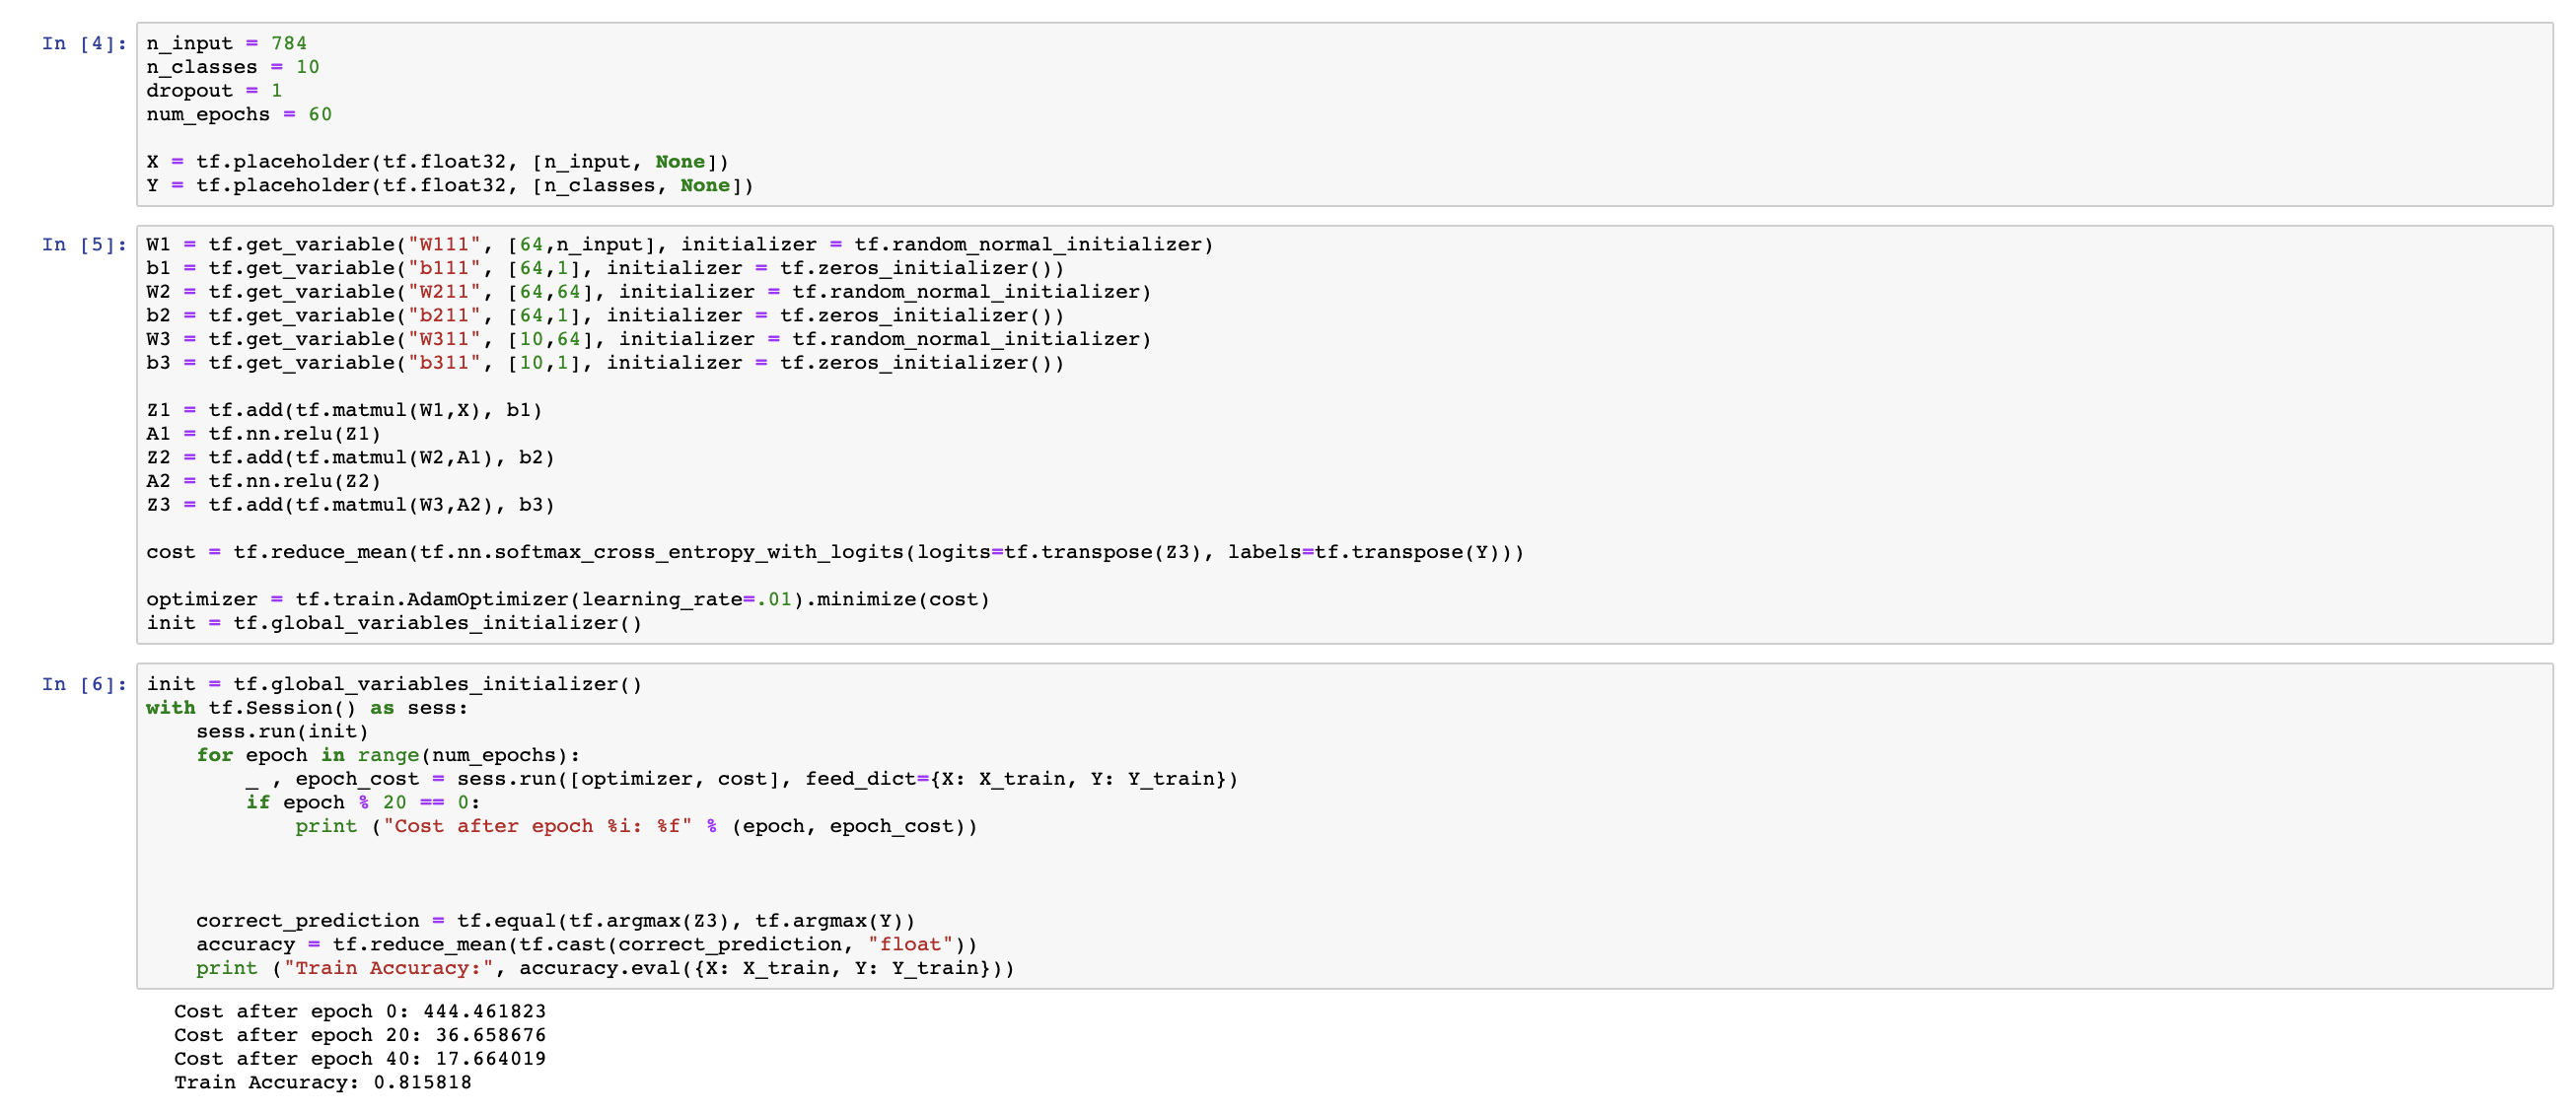 In [4]: n_input = 784
n_classes = 10
dropout = 1
num_epochs = 60
X = tf.placeholder(tf.float32, [n_input, None])
Y = tf.placeholder(tf.float32, [n_classes, None])
In [5]: W1 = tf.get_variable("W111", [64,n_input], initializer = tf.random_normal_initializer)
b1 = tf.get_variable("b111", [64,1], initializer = tf.zeros_initializer())
W2 = tf.get_variable("W211", [64,64], initializer = tf.random_normal_initializer)
b2 = tf.get_variable("b211", [64,1], initializer = tf.zeros_initializer())
W3 = tf.get_variable("W311", [10,64], initializer = tf.random_normal_initializer)
b3 = tf.get_variable("b311", [10,1], initializer = tf.zeros_initializer())
Z1 = tf.add(tf.matmul(W1,X), b1)
A1 = tf.nn.relu(Z1)
Z2 = tf.add(tf.matmul(W2,A1), b2)
A2 = tf.nn.relu(Z2)
Z3 = tf.add(tf.matmul(W3,A2), b3)
cost = tf.reduce_mean(tf.nn.softmax_cross_entropy_with_logits(logits=tf.transpose(Z3), labels=tf.transpose(Y)))
optimizer = tf.train.AdamOptimizer(learning_rate=.01).minimize(cost)
init = tf.global_variables_initializer()
In [6]: init = tf.global_variables_initializer()
with tf.Session() as sess:
    sess.run(init)
    for epoch in range(num_epochs):
        _ , epoch_cost = sess.run([optimizer, cost], feed_dict={X: X_train, Y: Y_train})
        if epoch % 20 == 0:
            print ("Cost after epoch %i: %f" % (epoch, epoch_cost))
    correct_prediction = tf.equal(tf.argmax(Z3), tf.argmax(Y))
    accuracy = tf.reduce_mean(tf.cast(correct_prediction, "float"))
    print ("Train Accuracy:", accuracy.eval({X: X_train, Y: Y_train}))
Cost after epoch 0: 444.461823
Cost after epoch 20: 36.658676
Cost after epoch 40: 17.664019
Train Accuracy: 0.815818